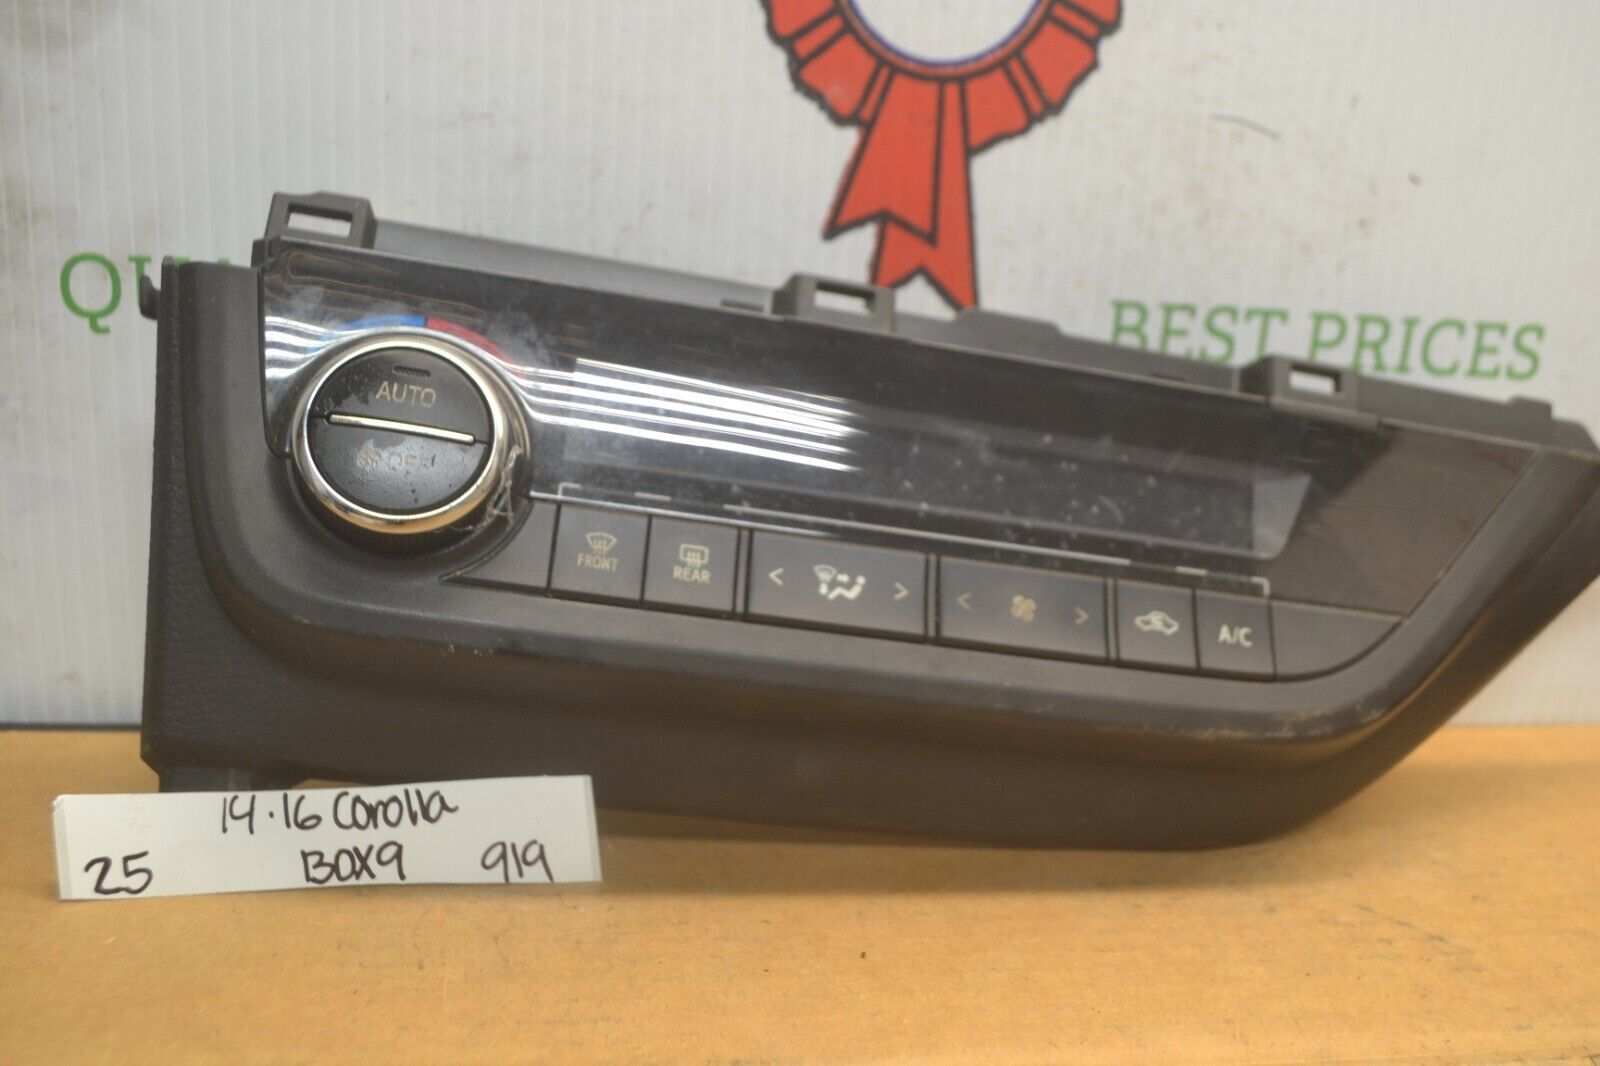 QU
BEST PRICES
AUTO
OFF
FRONT
REAR
< >
< >
A/C
14·16 Corolla
25 BOX9 919